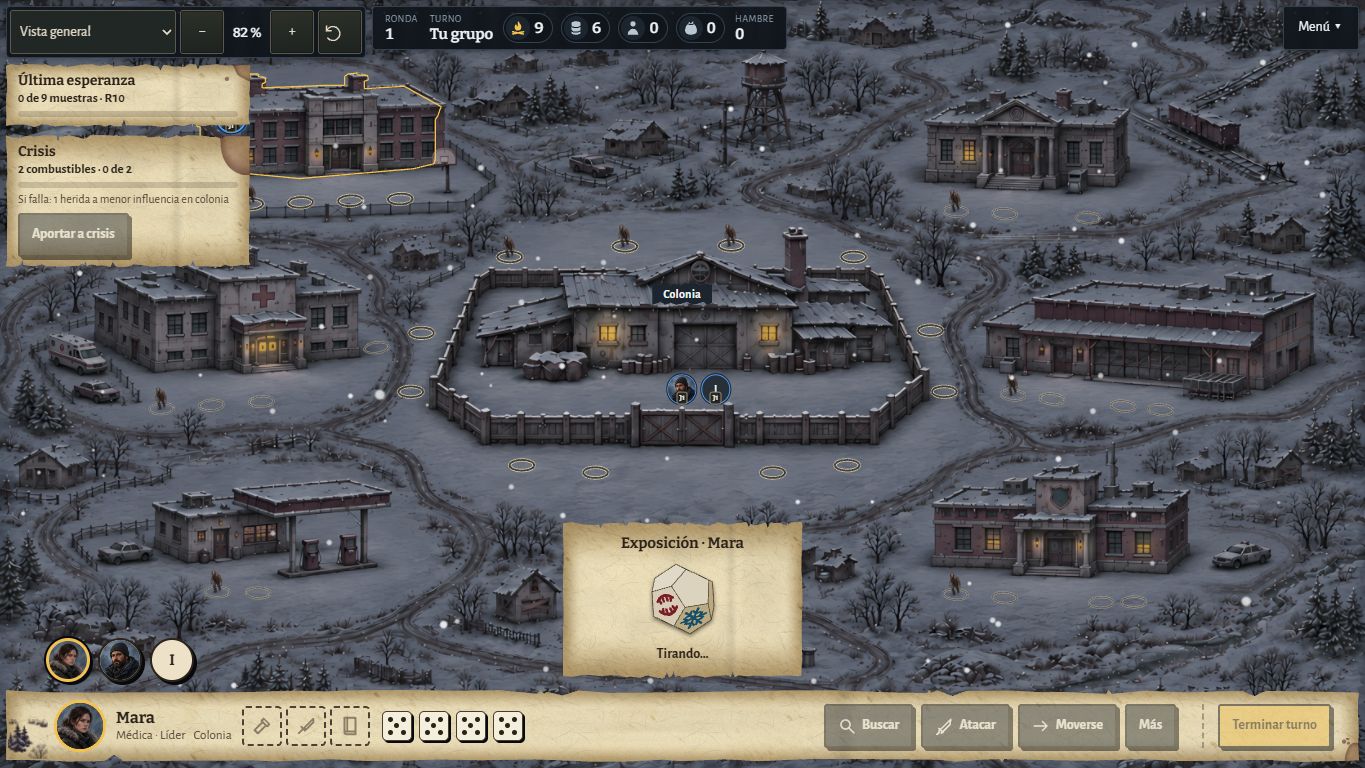 Vista general
−
82 %
+
RONDA
1
TURNO
Tu grupo
9
6
0
0
HAMBRE
0
Menú ▾
Última esperanza
0 de 9 muestras · R10
Crisis
2 combustibles · 0 de 2
Si falla: 1 herida a menor influencia en colonia
Aportar a crisis
Colonia
I
Exposición · Mara
Tirando…
I
Mara
Médica · Líder Colonia
Buscar
Atacar
Moverse
Más
Terminar turno